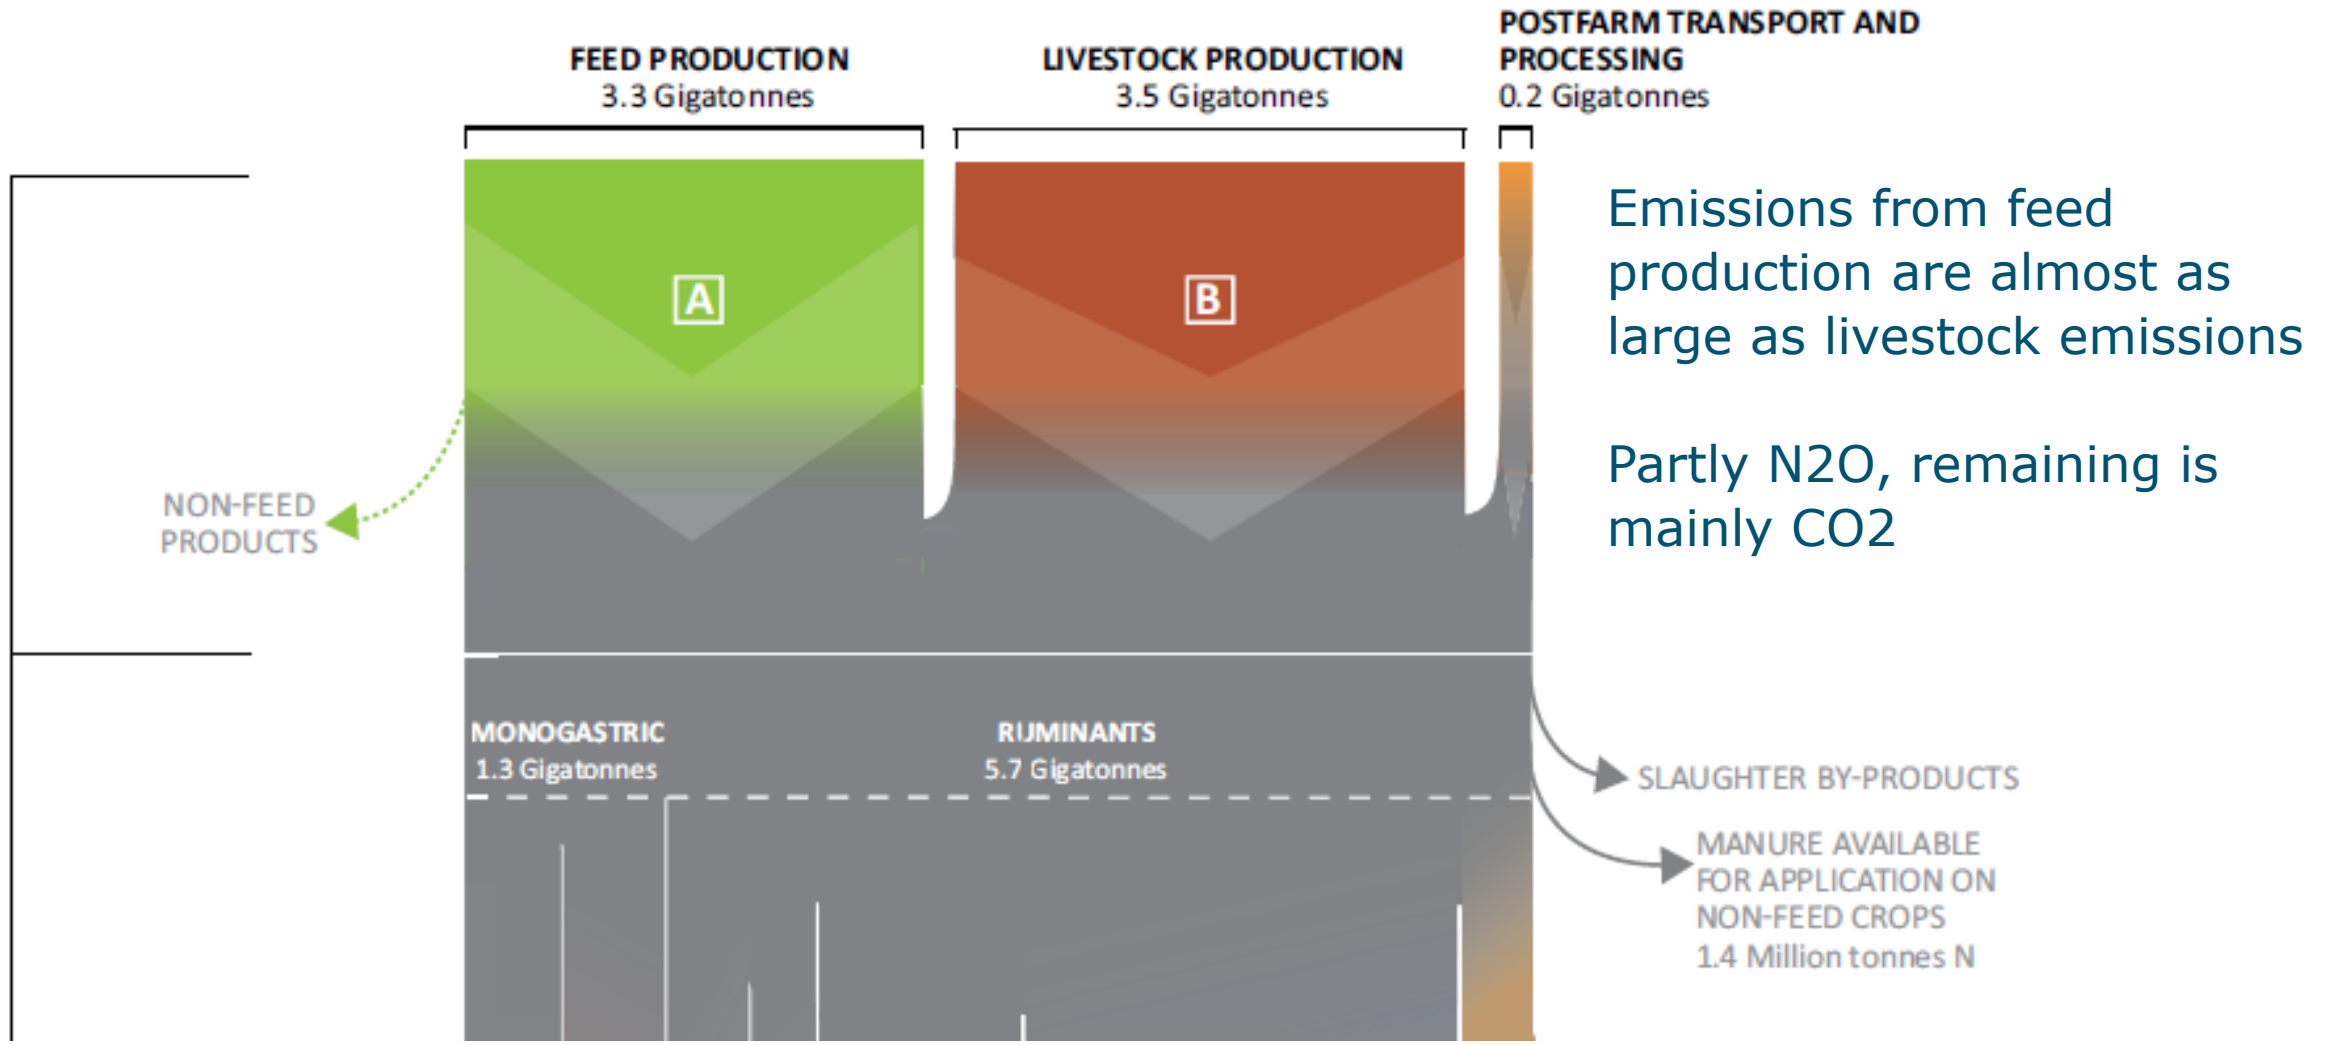 FEED PRODUCTION
3.3 Gigatonnes
LIVESTOCK PRODUCTION
3.5 Gigatonnes
POSTFARM TRANSPORT AND
PROCESSING
0.2 Gigatonnes
A
B
Emissions from feed
production are almost as
large as livestock emissions
Partly N2O, remaining is
mainly CO2
NON-FEED
PRODUCTS
MONOGASTRIC
1.3 Gigatonnes
RUMINANTS
5.7 Gigatonnes
SLAUGHTER BY-PRODUCTS
MANURE AVAILABLE
FOR APPLICATION ON
NON-FEED CROPS
1.4 Million tonnes N